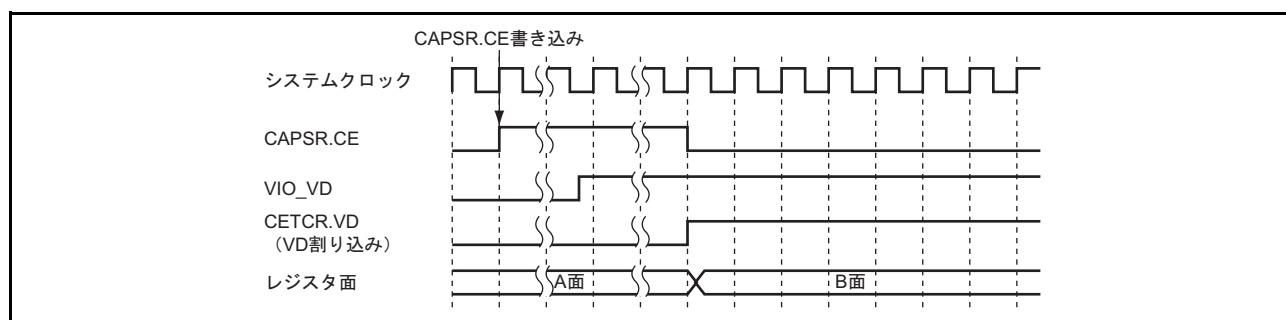 CAPSR.CE書き込み
システムクロック
CAPSR.CE
VIO_VD
CETCR.VD
（VD割り込み）
レジスタ面
A面
B面